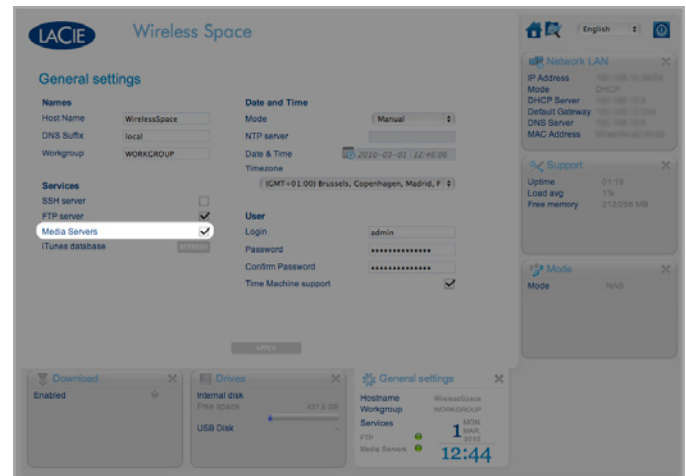 LACIE
Wireless Space
English
General settings
Names
Host Name WirelessSpace
DNS Suffix local
Workgroup WORKGROUP
Services
SSH server
FTP server
Media Servers
iTunes database REFRESH
Date and Time
Mode Manual
NTP server
Date & Time 2010-03-01 12:46:06
Timezone
(GMT+01:00) Brussels, Copenhagen, Madrid, P
User
Login admin
Password ••••••••••••••
Confirm Password ••••••••••••••
Time Machine support
APPLY
Network LAN
IP Address
Mode DHCP
DHCP Server
Default Gateway
DNS Server
MAC Address
Support
Uptime 01:16
Load avg 1%
Free memory 212/256 MB
Mode
Mode NAS
Download
Enabled
Drives
Internal disk
Free space GB
USB Disk -
General settings
Hostname WirelessSpace
Workgroup WORKGROUP
Services
FTP
Media Servers
MON.
1 MAR.
2010
12:44